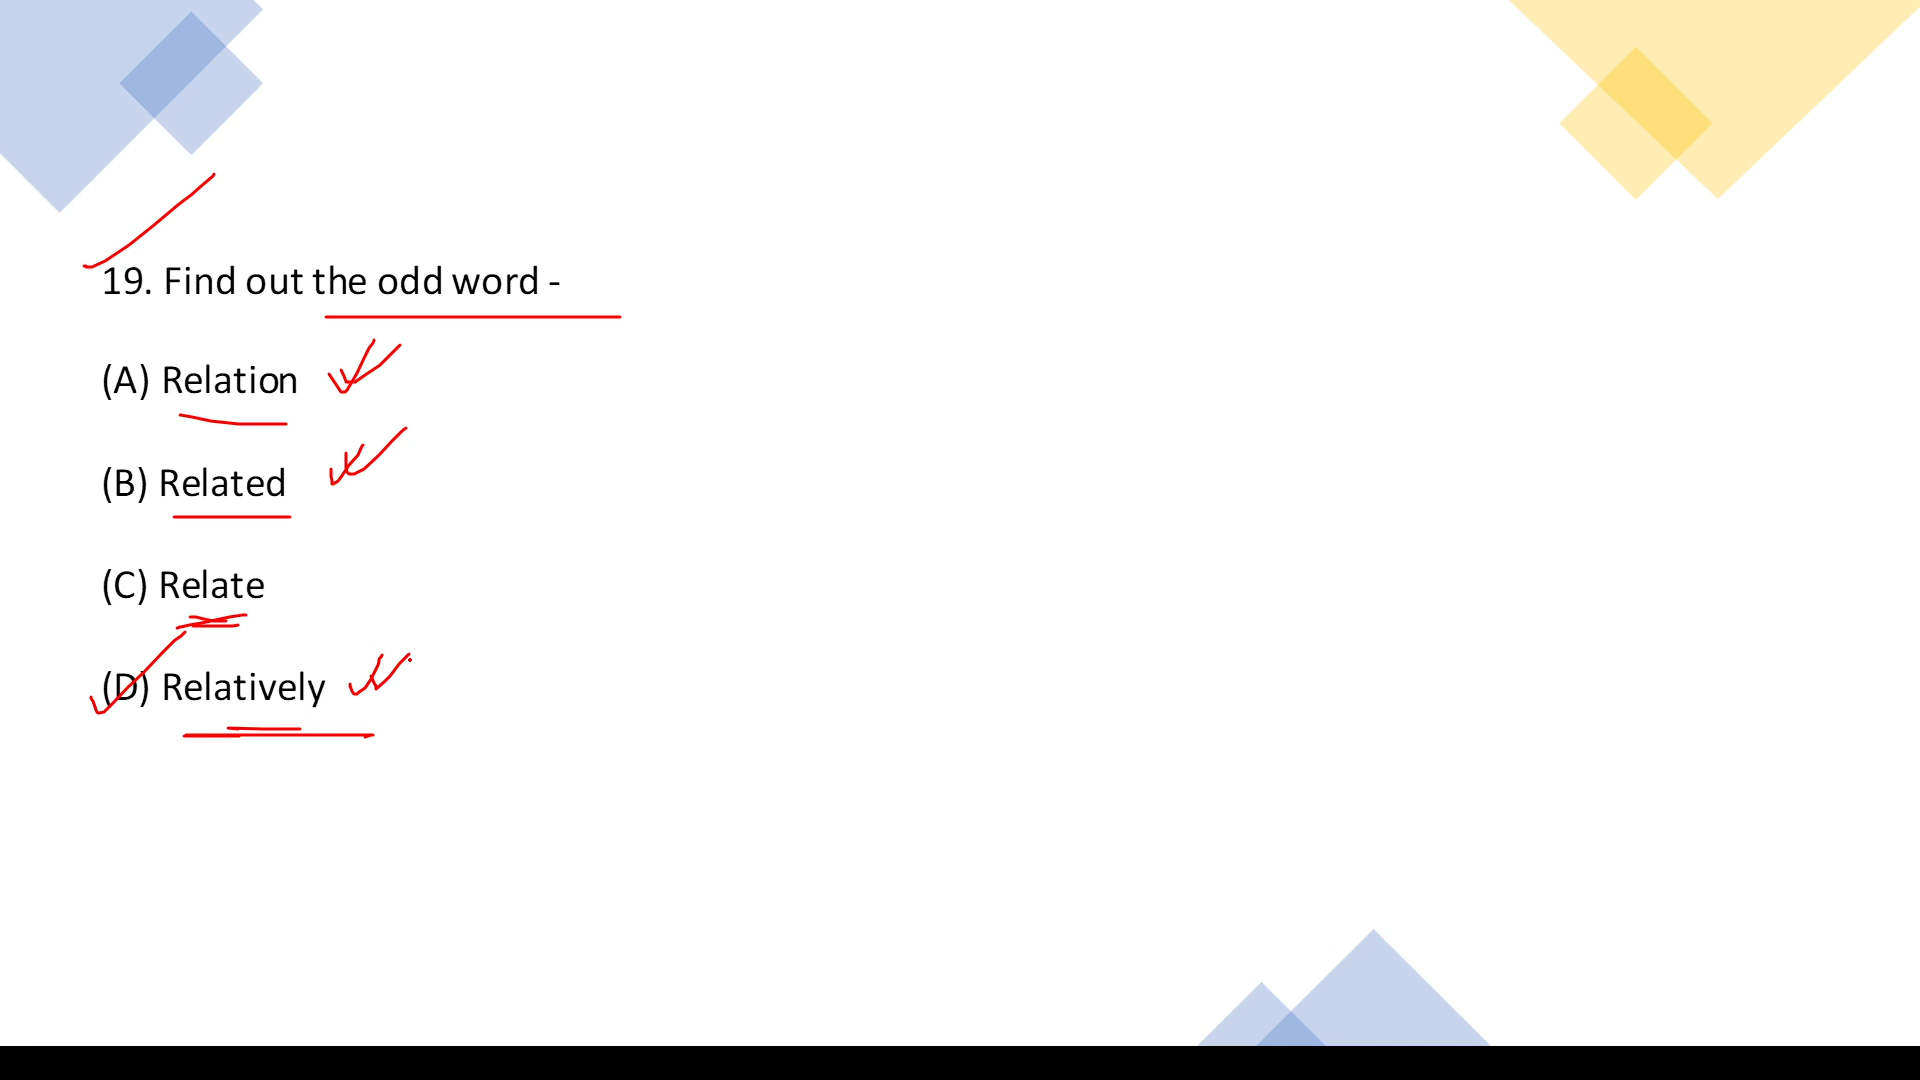 19. Find out the odd word -
(A) Relation
(B) Related
(C) Relate
(D) Relatively